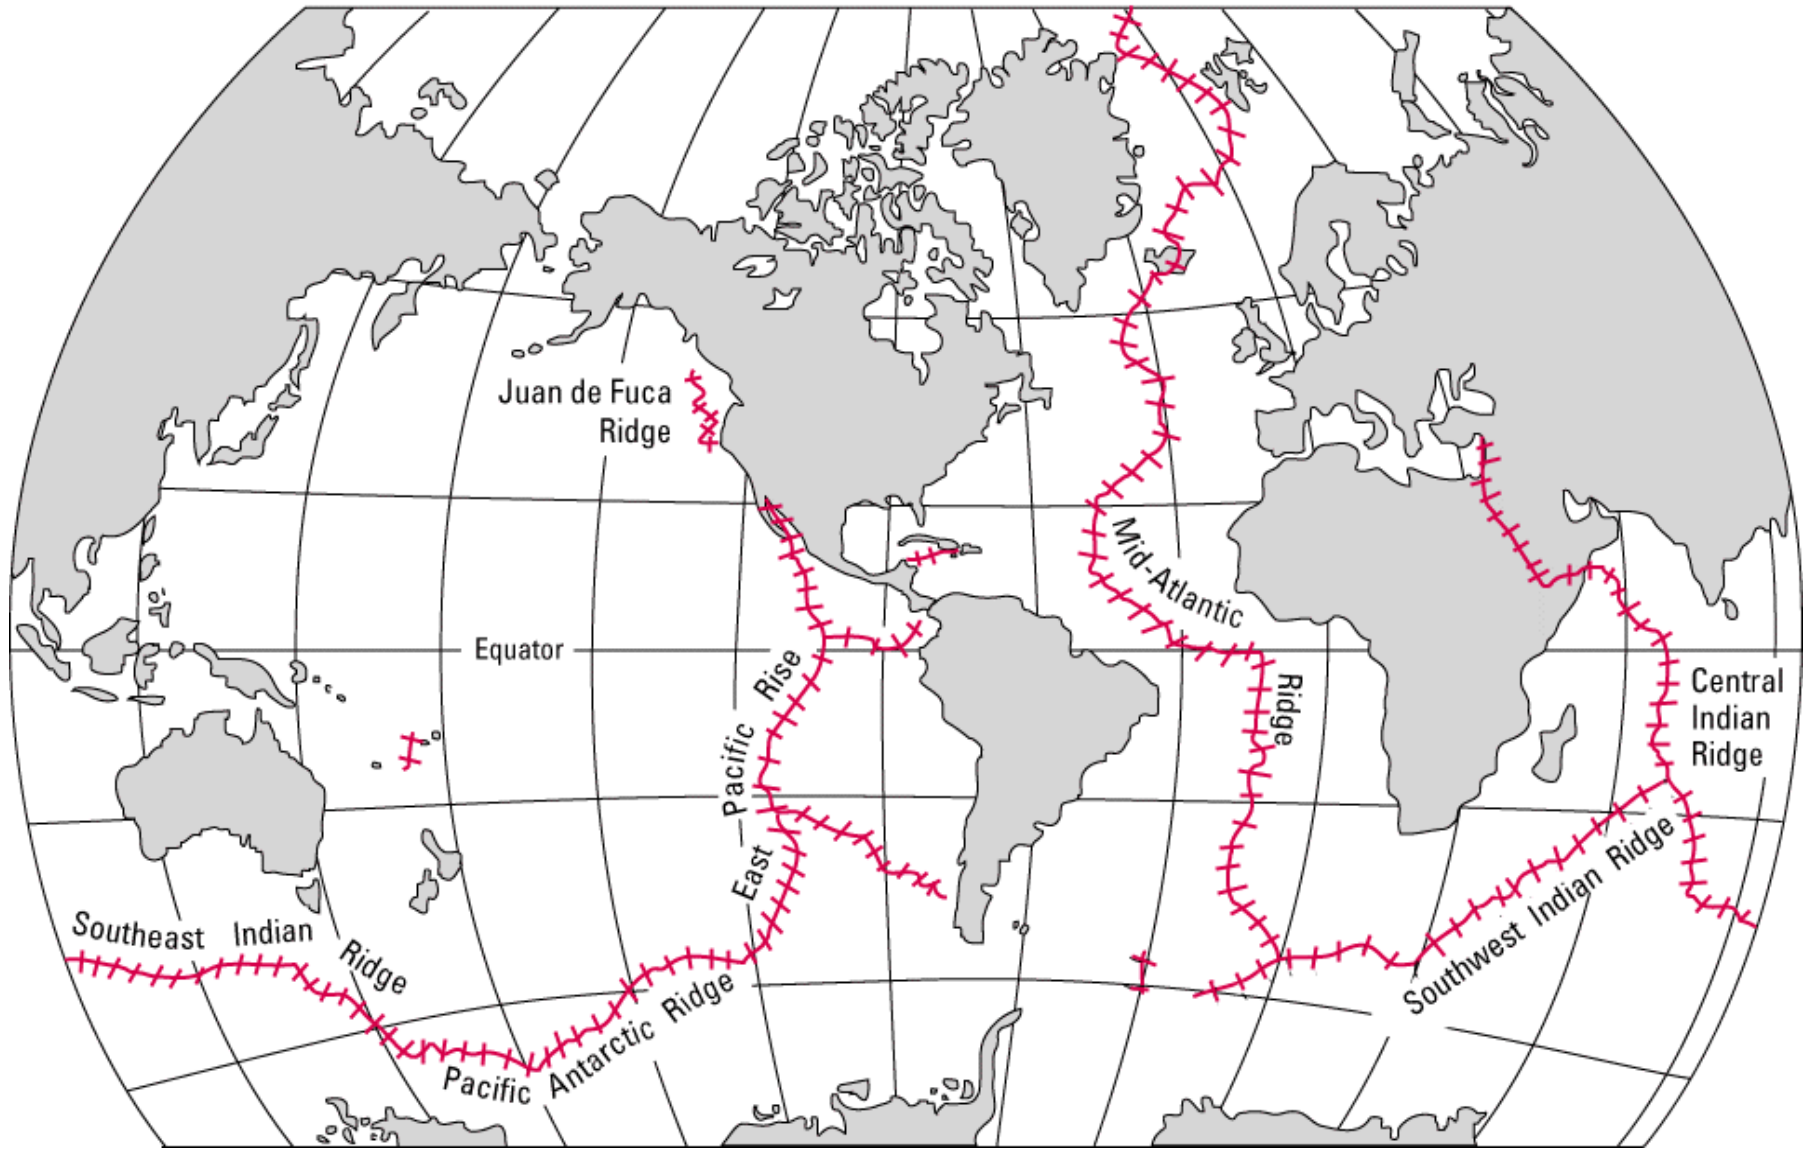 Juan de Fuca
Ridge
Mid-Atlantic
Ridge
Equator
East Pacific Rise
Central
Indian
Ridge
Southeast Indian Ridge
Southwest Indian Ridge
Pacific Antarctic Ridge